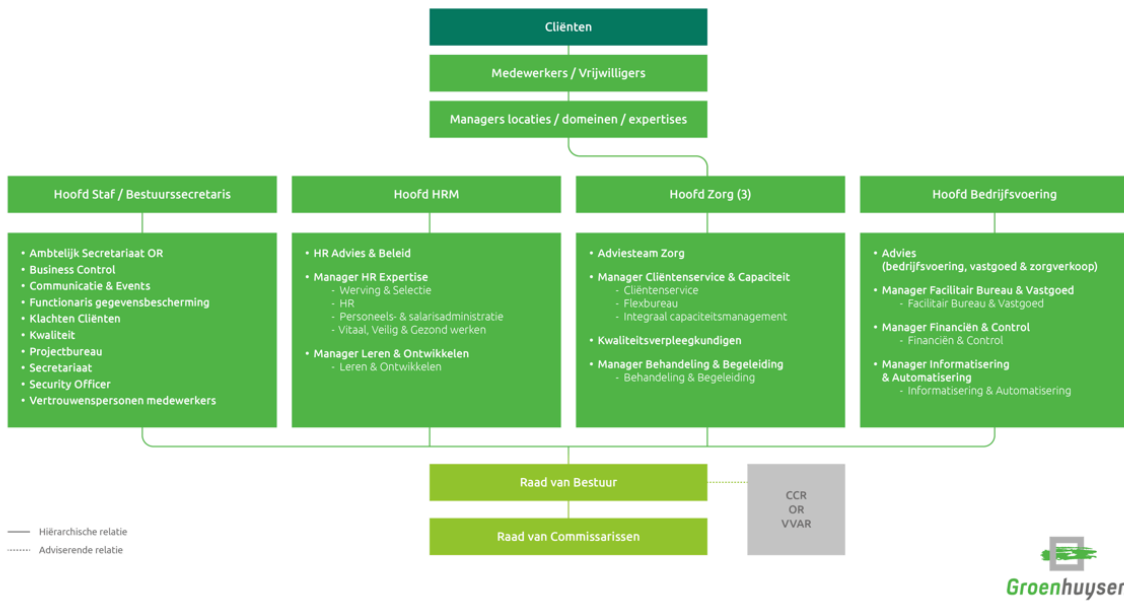 Cliënten
Medewerkers / Vrijwilligers
Managers locaties / domeinen / expertises
Hoofd Staf / Bestuurssecretaris
• Ambtelijk Secretariaat OR
• Business Control
• Communicatie & Events
• Functionaris gegevensbescherming
• Klachten Cliënten
• Kwaliteit
• Projectbureau
• Secretariaat
• Security Officer
• Vertrouwenspersonen medewerkers
Hoofd HRM
• HR Advies & Beleid
• Manager HR Expertise
- Werving & Selectie
- HR
- Personeels- & salarisadministratie
- Vitaal, Veilig & Gezond werken
• Manager Leren & Ontwikkelen
- Leren & Ontwikkelen
Hoofd Zorg (3)
• Adviesteam Zorg
• Manager Cliëntenservice & Capaciteit
- Cliëntenservice
- Flexbureau
- Integraal capaciteitsmanagement
• Kwaliteitsverpleegkundigen
• Manager Behandeling & Begeleiding
- Behandeling & Begeleiding
Hoofd Bedrijfsvoering
• Advies
(bedrijfsvoering, vastgoed & zorgverkoop)
• Manager Facilitair Bureau & Vastgoed
- Facilitair Bureau & Vastgoed
• Manager Financiën & Control
- Financiën & Control
• Manager Informatisering
& Automatisering
- Informatisering & Automatisering
Raad van Bestuur
CCR
OR
VVAR
Raad van Commissarissen
Hiërarchische relatie
Adviserende relatie
Groenhuysen